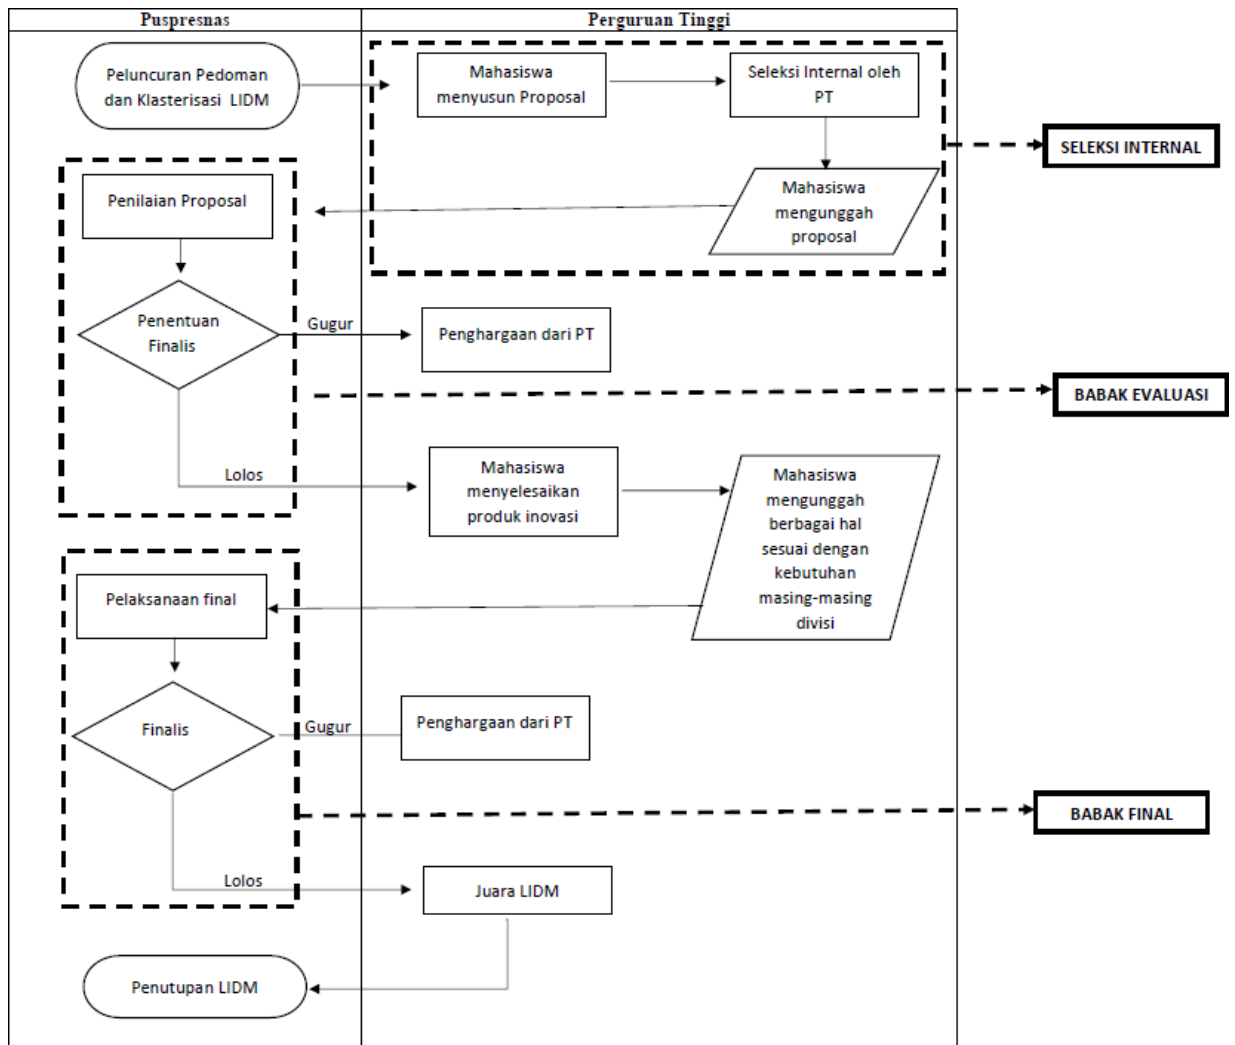 Puspresnas
Perguruan Tinggi
Peluncuran Pedoman
dan Klasterisasi LIDM
Mahasiswa
menyusun Proposal
Seleksi Internal oleh
PT
SELEKSI INTERNAL
Mahasiswa
mengunggah
proposal
Penilaian Proposal
Penentuan
Finalis
Gugur
Penghargaan dari PT
BABAK EVALUASI
Lolos
Mahasiswa
menyelesaikan
produk inovasi
Mahasiswa
mengunggah
berbagai hal
sesuai dengan
kebutuhan
masing-masing
divisi
Pelaksanaan final
Finalis
Gugur
Penghargaan dari PT
BABAK FINAL
Lolos
Juara LIDM
Penutupan LIDM